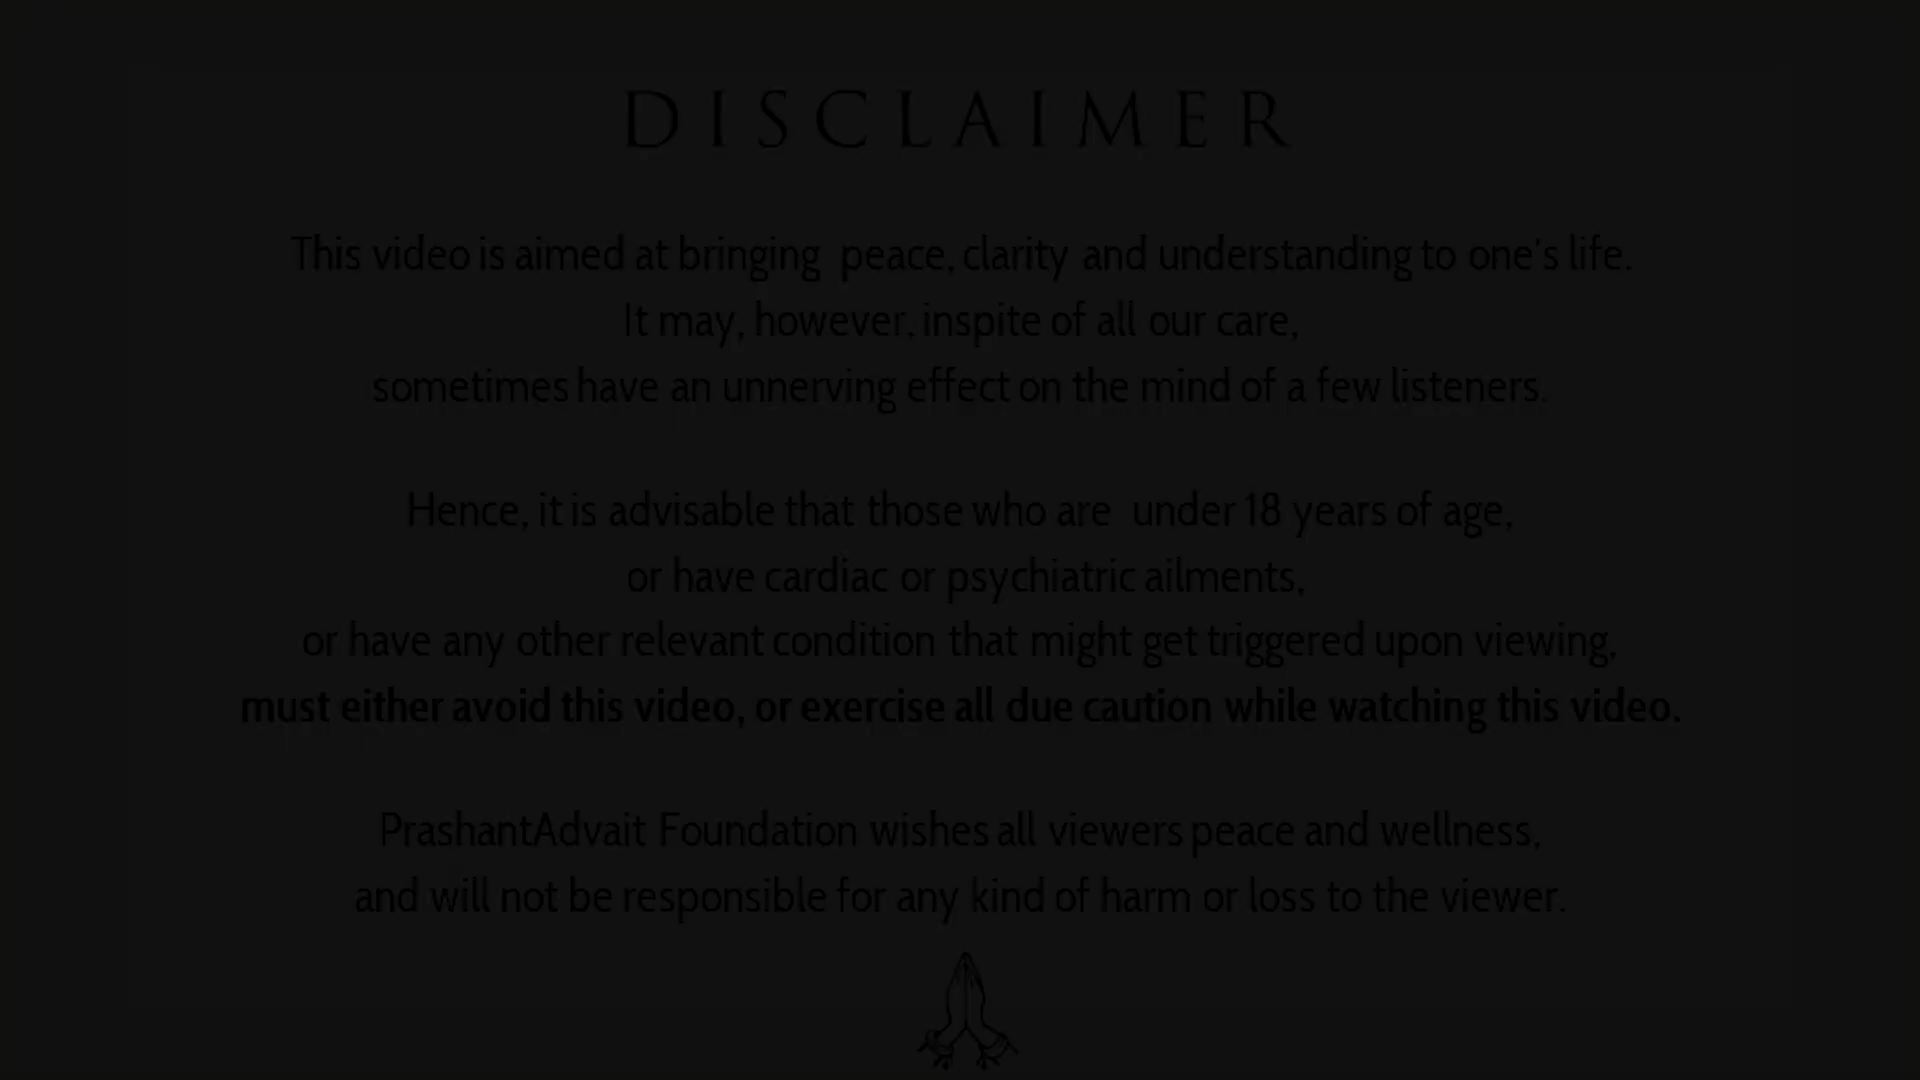 DISCLAIMER
This video is aimed at bringing peace, clarity and understanding to one's life.
It may, however, inspite of all our care,
sometimes have an unnerving effect on the mind of a few listeners.
Hence, it is advisable that those who are under 18 years of age,
or have cardiac or psychiatric ailments,
or have any other relevant condition that might get triggered upon viewing,
must either avoid this video, or exercise all due caution while watching this video.
PrashantAdvait Foundation wishes all viewers peace and wellness,
and will not be responsible for any kind of harm or loss to the viewer.